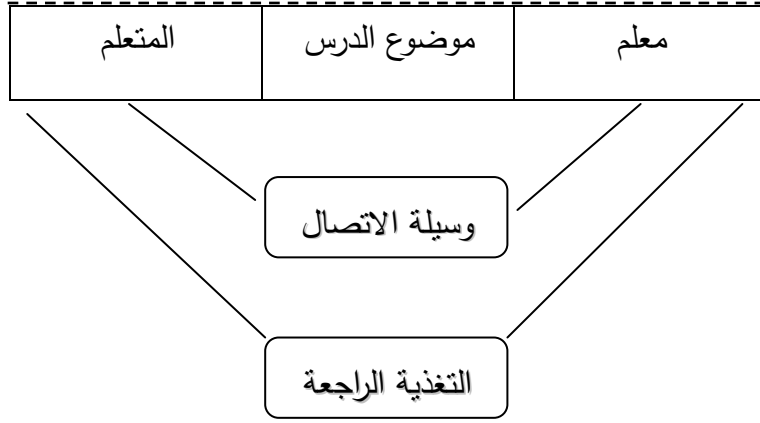 معلم
موضوع الدرس
المتعلم
وسيلة الاتصال
التغذية الراجعة